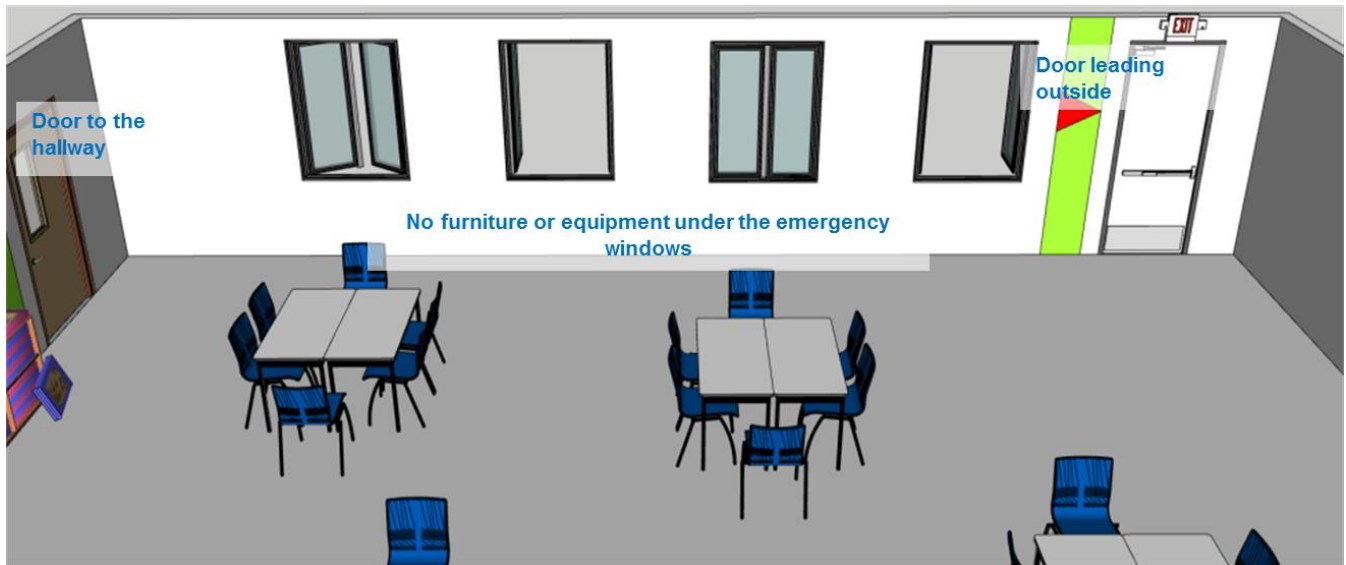 EXIT
Door leading
outside
Door to the
hallway
No furniture or equipment under the emergency
windows